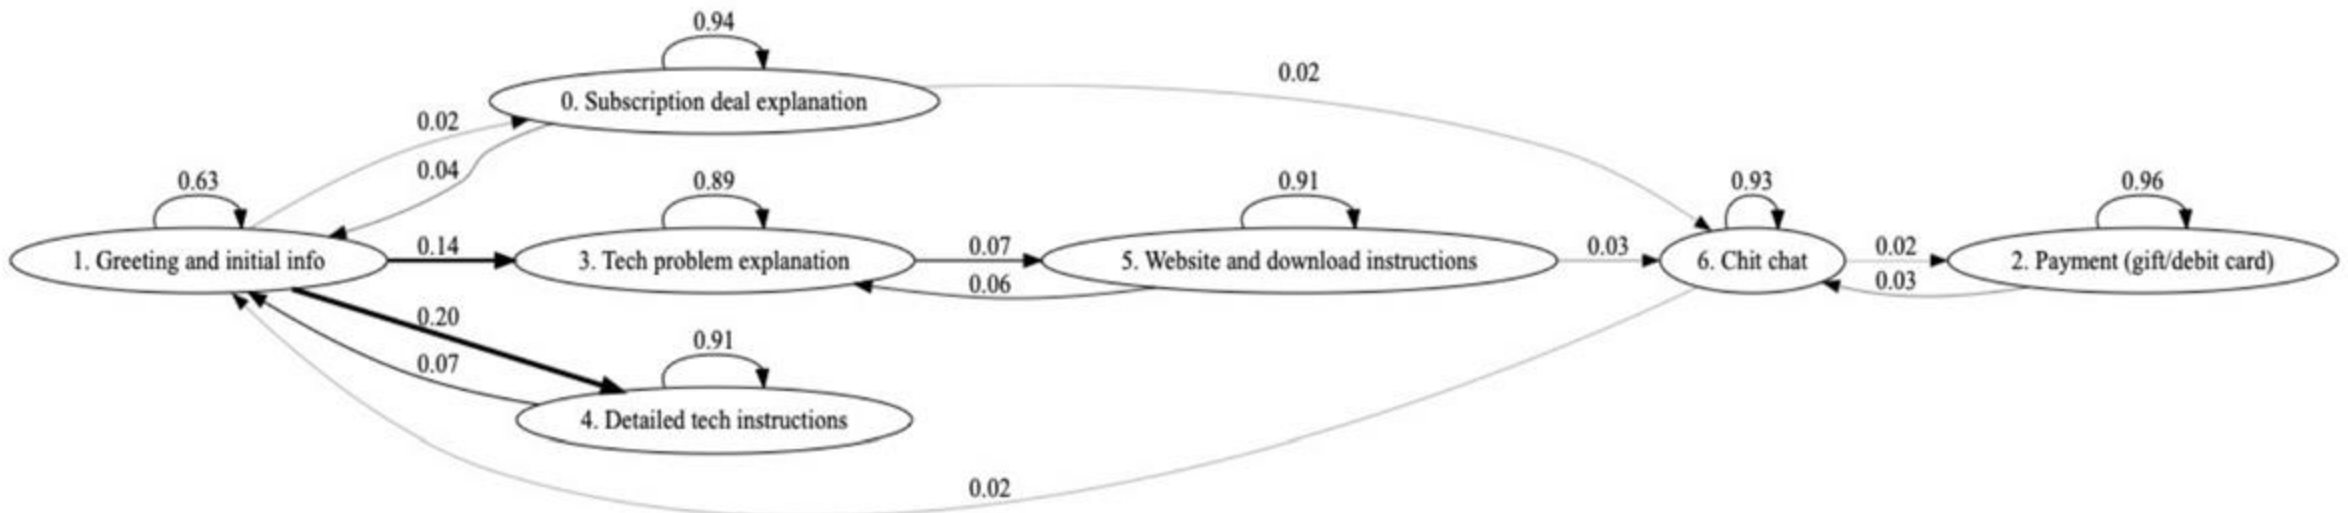 0.94
0.02
0. Subscription deal explanation
0.02
0.04
0.63
0.89
0.91
0.93
0.96
1. Greeting and initial info
0.14
3. Tech problem explanation
0.07
5. Website and download instructions
0.03
6. Chit chat
0.02
2. Payment (gift/debit card)
0.06
0.03
0.20
0.91
0.07
4. Detailed tech instructions
0.02